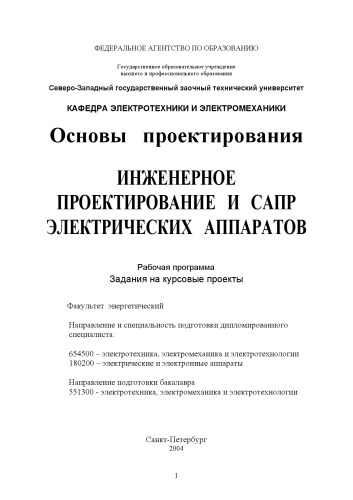 ФЕДЕРАЛЬНОЕ АГЕНТСТВО ПО ОБРАЗОВАНИЮ
Государственное образовательное учреждение
высшего и профессионального образования
Северо-Западный государственный заочный технический университет
КАФЕДРА ЭЛЕКТРОТЕХНИКИ И ЭЛЕКТРОМЕХАНИКИ
Основы проектирования
ИНЖЕНЕРНОЕ
ПРОЕКТИРОВАНИЕ И САПР
ЭЛЕКТРИЧЕСКИХ АППАРАТОВ
Рабочая программа
Задания на курсовые проекты
Факультет энергетический
Направление и специальность подготовки дипломированного
специалиста:
654500 – электротехника, электромеханика и электротехнологии
180200 – электрические и электронные аппараты
Направление подготовки бакалавра
551300 - электротехника, электромеханика и электротехнологии
Санкт-Петербург
2004
1